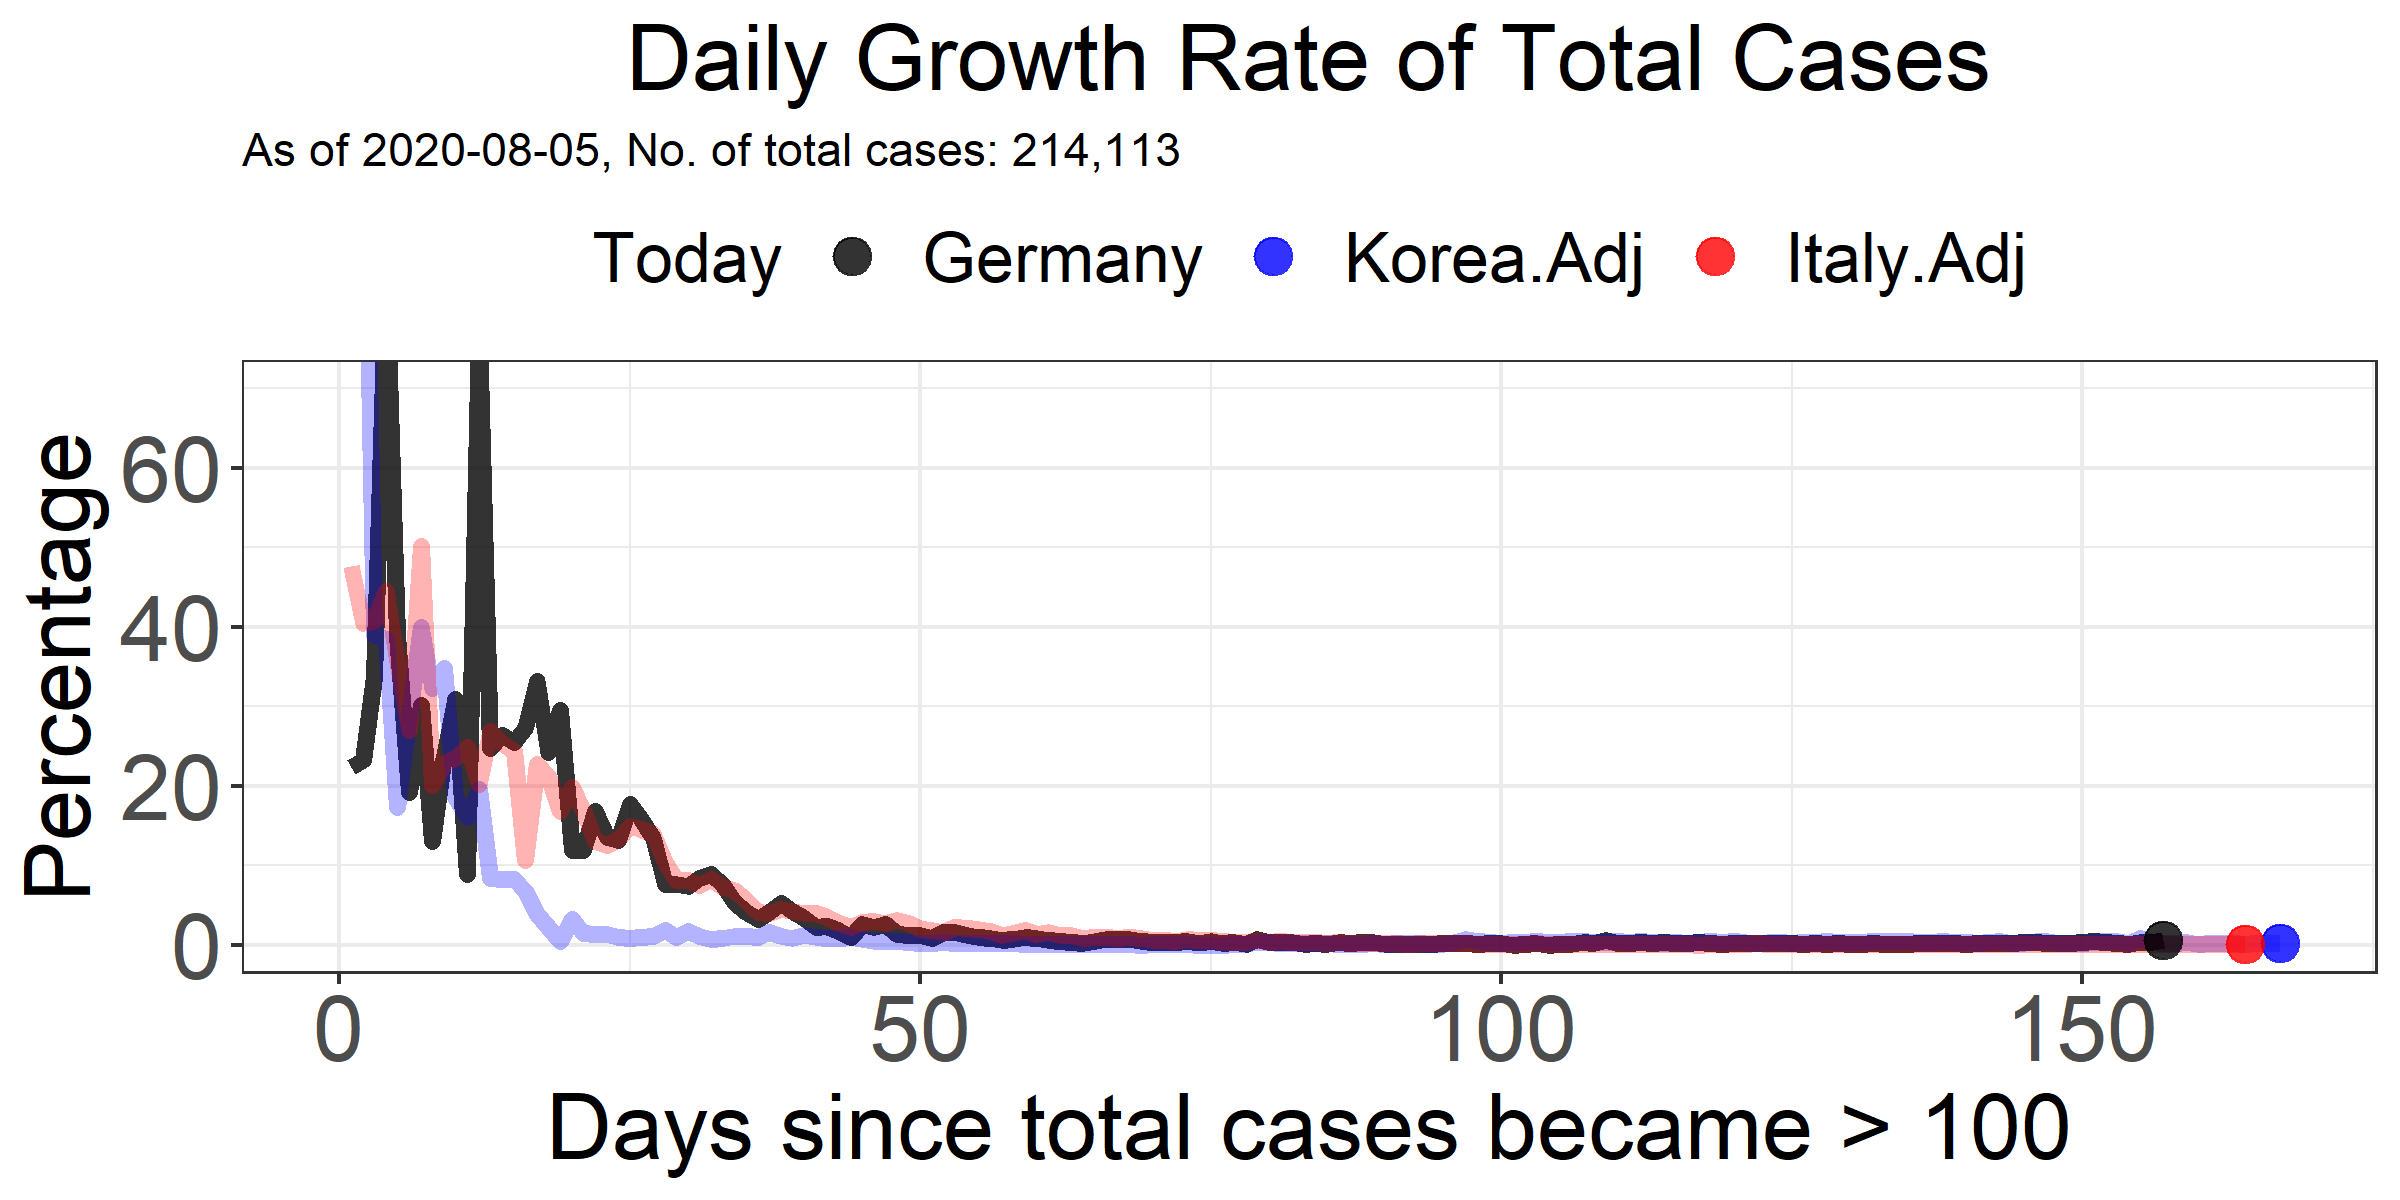 Daily Growth Rate of Total Cases
As of 2020-08-05, No. of total cases: 214,113
Today Germany Korea.Adj Italy.Adj
Percentage
60
40
20
0
0 50 100 150
Days since total cases became > 100